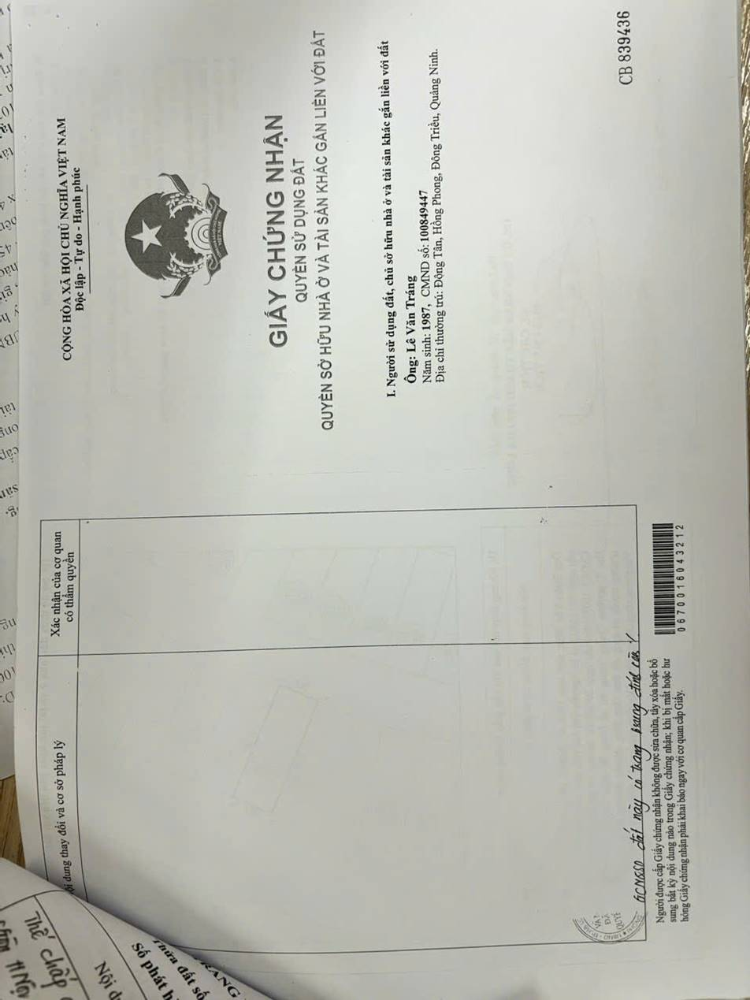 CỘNG HÒA XÃ HỘI CHỦ NGHĨA VIỆT NAM
Độc lập - Tự do - Hạnh phúc
GIẤY CHỨNG NHẬN
QUYỀN SỬ DỤNG ĐẤT
QUYỀN SỞ HỮU NHÀ Ở VÀ TÀI SẢN KHÁC GẮN LIỀN VỚI ĐẤT
I. Người sử dụng đất, chủ sở hữu nhà ở và tài sản khác gắn liền với đất
Ông: Lê Văn Tráng
Năm sinh: 1987, CMND số: 100849447
Địa chỉ thường trú: Động Tân, Hồng Phong, Đông Triều, Quảng Ninh.
CB 839436
ội dung thay đổi và cơ sở pháp lý
Xác nhận của cơ quan
có thẩm quyền
GCNQSD đất này có trang bổ sung đính kèm
Người được cấp Giấy chứng nhận không được sửa chữa, tẩy xóa hoặc bổ
sung bất kỳ nội dung nào trong Giấy chứng nhận; khi bị mất hoặc hư
hỏng Giấy chứng nhận phải khai báo ngay với cơ quan cấp Giấy.
0670016043212
Thế chấp
Nội d
TRANG
Thửa đất số
Số phát h